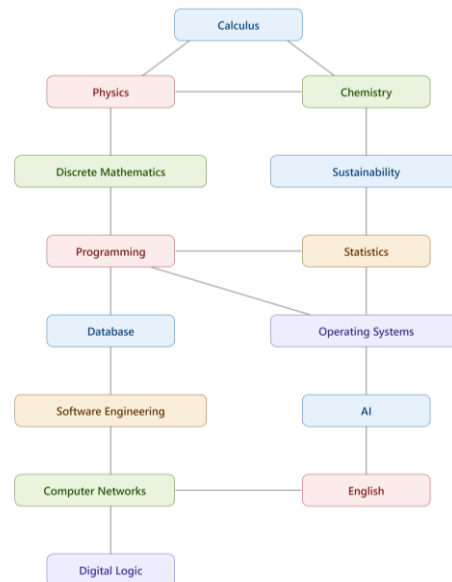 Calculus
Physics
Chemistry
Discrete Mathematics
Sustainability
Programming
Statistics
Database
Operating Systems
Software Engineering
AI
Computer Networks
English
Digital Logic